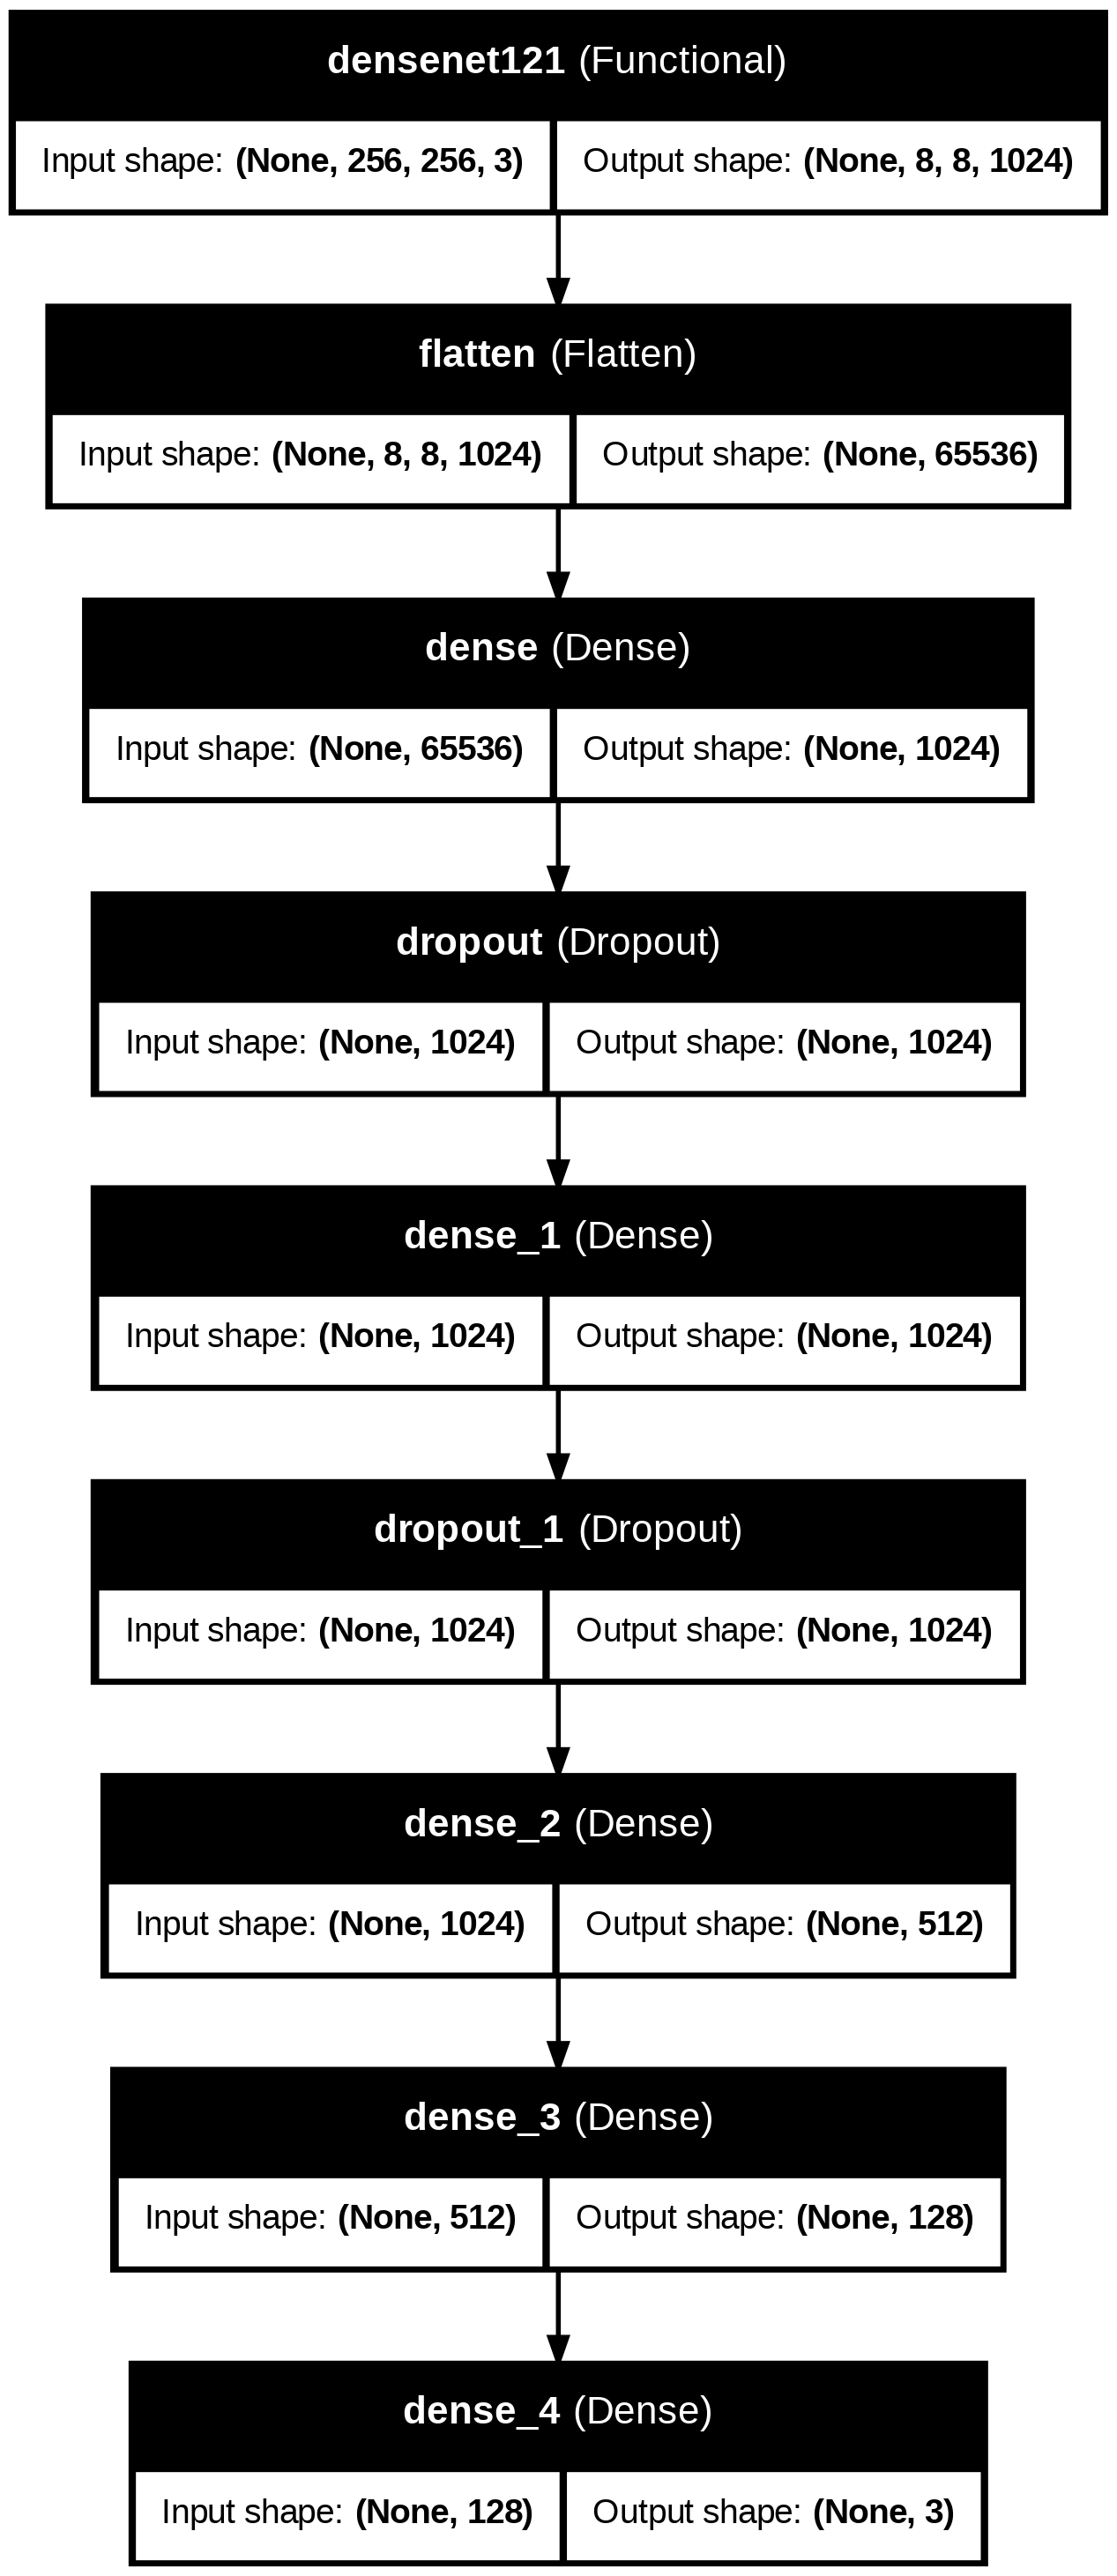 densenet121 (Functional)
Input shape: (None, 256, 256, 3) Output shape: (None, 8, 8, 1024)
flatten (Flatten)
Input shape: (None, 8, 8, 1024) Output shape: (None, 65536)
dense (Dense)
Input shape: (None, 65536) Output shape: (None, 1024)
dropout (Dropout)
Input shape: (None, 1024) Output shape: (None, 1024)
dense_1 (Dense)
Input shape: (None, 1024) Output shape: (None, 1024)
dropout_1 (Dropout)
Input shape: (None, 1024) Output shape: (None, 1024)
dense_2 (Dense)
Input shape: (None, 1024) Output shape: (None, 512)
dense_3 (Dense)
Input shape: (None, 512) Output shape: (None, 128)
dense_4 (Dense)
Input shape: (None, 128) Output shape: (None, 3)